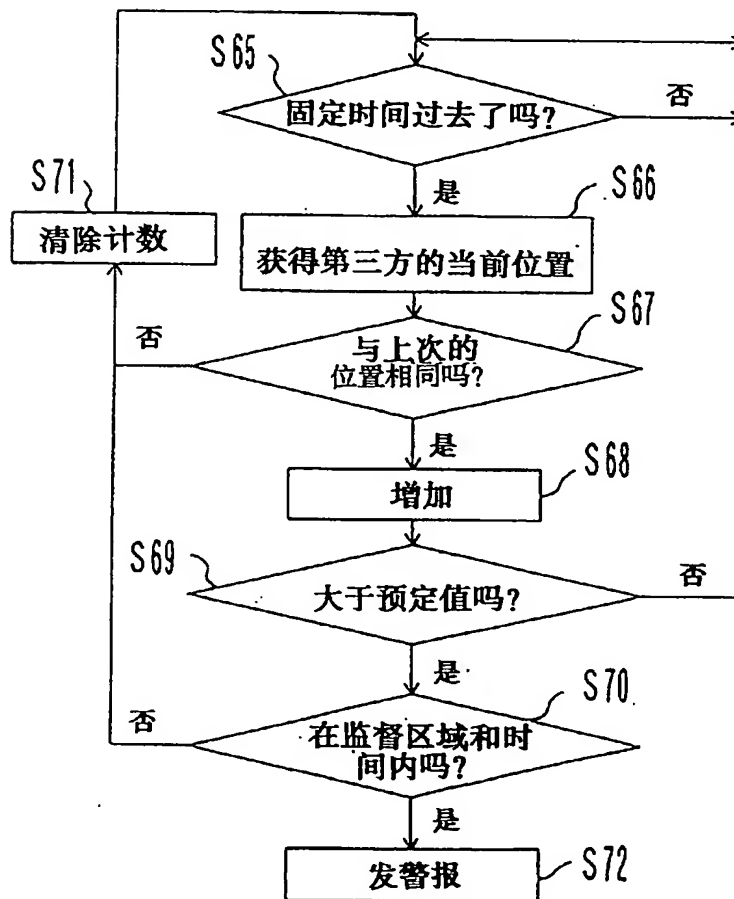 S65
固定时间过去了吗?
否
是
S71
清除计数
S66
获得第三方的当前位置
S67
否
与上次的
位置相同吗?
是
S68
增加
S69
否
大于预定值吗?
是
S70
否
在监督区域和时
间内吗?
是
发警报
S72